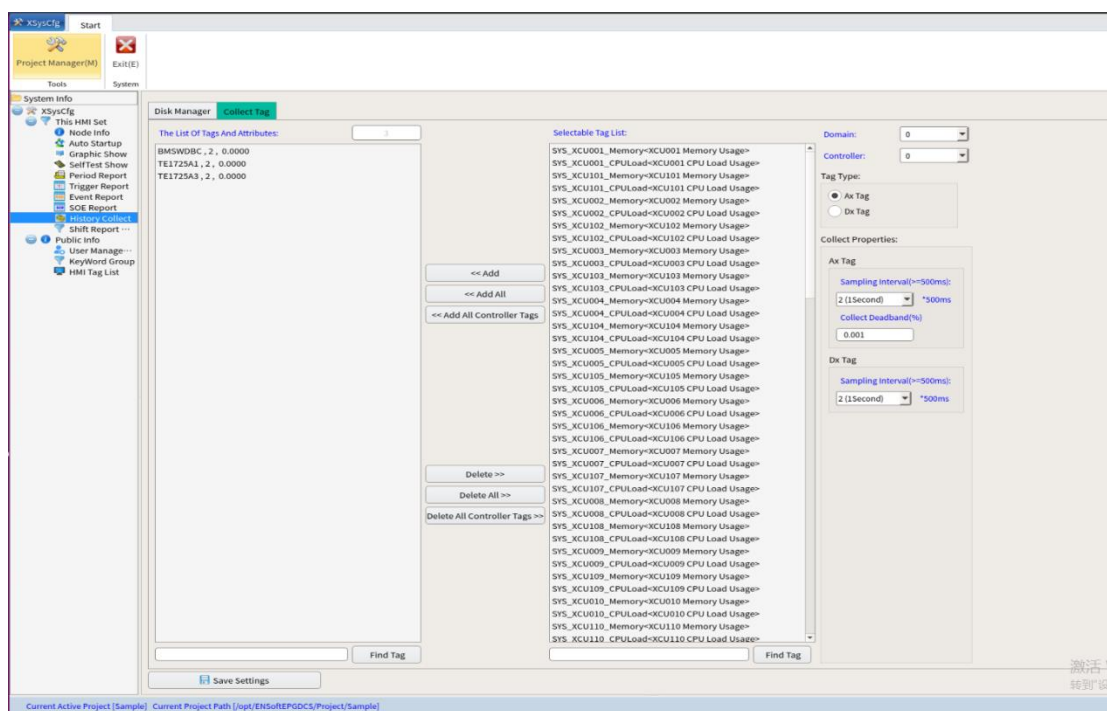 XSysCfg
Start
Project Manager(M)
Exit(E)
Tools
System
System Info
XSysCfg
This HMI Set
Node Info
Auto Startup
Graphic Show
SelfTest Show
Period Report
Trigger Report
Event Report
SOE Report
History Collect
Shift Report ...
Public Info
User Manage...
KeyWord Group
HMI Tag List
Disk Manager
Collect Tag
The List Of Tags And Attributes:
3
BMSWDBC , 2 , 0.0000
TE1725A1 , 2 , 0.0000
TE1725A3 , 2 , 0.0000
Find Tag
<< Add
<< Add All
<< Add All Controller Tags
Delete >>
Delete All >>
Delete All Controller Tags >>
Selectable Tag List:
SYS_XCU001_Memory<XCU001 Memory Usage>
SYS_XCU001_CPULoad<XCU001 CPU Load Usage>
SYS_XCU101_Memory<XCU101 Memory Usage>
SYS_XCU101_CPULoad<XCU101 CPU Load Usage>
SYS_XCU002_Memory<XCU002 Memory Usage>
SYS_XCU002_CPULoad<XCU002 CPU Load Usage>
SYS_XCU102_Memory<XCU102 Memory Usage>
SYS_XCU102_CPULoad<XCU102 CPU Load Usage>
SYS_XCU003_Memory<XCU003 Memory Usage>
SYS_XCU003_CPULoad<XCU003 CPU Load Usage>
SYS_XCU103_Memory<XCU103 Memory Usage>
SYS_XCU103_CPULoad<XCU103 CPU Load Usage>
SYS_XCU004_Memory<XCU004 Memory Usage>
SYS_XCU004_CPULoad<XCU004 CPU Load Usage>
SYS_XCU104_Memory<XCU104 Memory Usage>
SYS_XCU104_CPULoad<XCU104 CPU Load Usage>
SYS_XCU005_Memory<XCU005 Memory Usage>
SYS_XCU005_CPULoad<XCU005 CPU Load Usage>
SYS_XCU105_Memory<XCU105 Memory Usage>
SYS_XCU105_CPULoad<XCU105 CPU Load Usage>
SYS_XCU006_Memory<XCU006 Memory Usage>
SYS_XCU006_CPULoad<XCU006 CPU Load Usage>
SYS_XCU106_Memory<XCU106 Memory Usage>
SYS_XCU106_CPULoad<XCU106 CPU Load Usage>
SYS_XCU007_Memory<XCU007 Memory Usage>
SYS_XCU007_CPULoad<XCU007 CPU Load Usage>
SYS_XCU107_Memory<XCU107 Memory Usage>
SYS_XCU107_CPULoad<XCU107 CPU Load Usage>
SYS_XCU008_Memory<XCU008 Memory Usage>
SYS_XCU008_CPULoad<XCU008 CPU Load Usage>
SYS_XCU108_Memory<XCU108 Memory Usage>
SYS_XCU108_CPULoad<XCU108 CPU Load Usage>
SYS_XCU009_Memory<XCU009 Memory Usage>
SYS_XCU009_CPULoad<XCU009 CPU Load Usage>
SYS_XCU109_Memory<XCU109 Memory Usage>
SYS_XCU109_CPULoad<XCU109 CPU Load Usage>
SYS_XCU010_Memory<XCU010 Memory Usage>
SYS_XCU010_CPULoad<XCU010 CPU Load Usage>
SYS_XCU110_Memory<XCU110 Memory Usage>
SYS_XCU110_CPULoad<XCU110 CPU Load Usage>
Find Tag
Domain:
0
Controller:
0
Tag Type:
Ax Tag
Dx Tag
Collect Properties:
Ax Tag
Sampling Interval(>=500ms):
2 (1Second)
*500ms
Collect Deadband(%)
0.001
Dx Tag
Sampling Interval(>=500ms):
2 (1Second)
*500ms
Save Settings
激活
转到"设
Current Active Project [Sample] Current Project Path [/opt/ENSoftEPGDCS/Project/Sample]